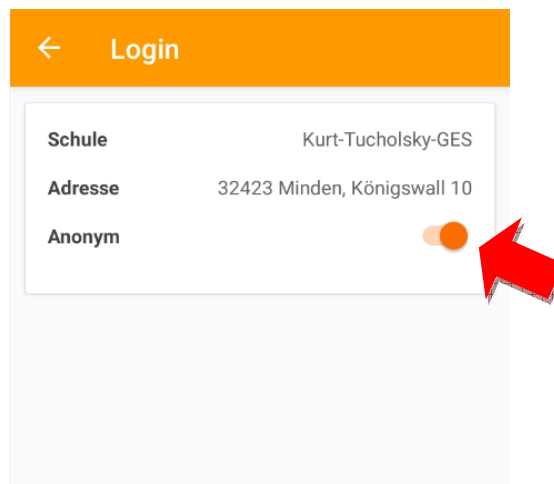 Login
Schule Kurt-Tucholsky-GES
Adresse 32423 Minden, Königswall 10
Anonym